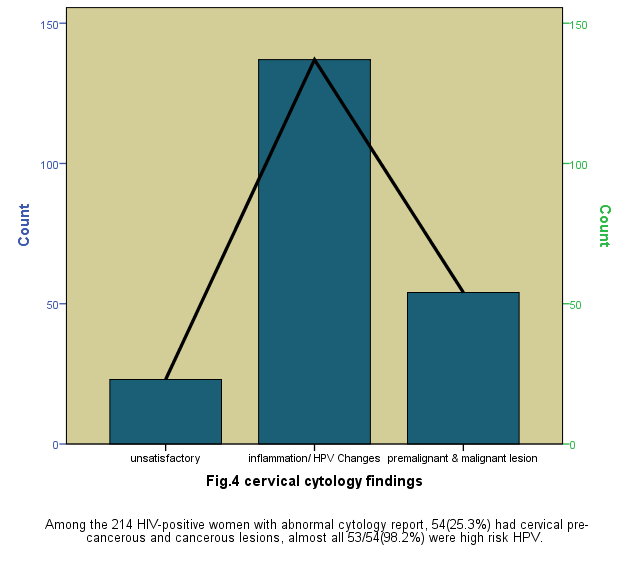 150
150
100
100
Count
Count
50
50
0
0
unsatisfactory
inflammation/ HPV Changes
premalignant & malignant lesion
Fig.4 cervical cytology findings
Among the 214 HIV-positive women with abnormal cytology report, 54(25.3%) had cervical pre-
cancerous and cancerous lesions, almost all 53/54(98.2%) were high risk HPV.